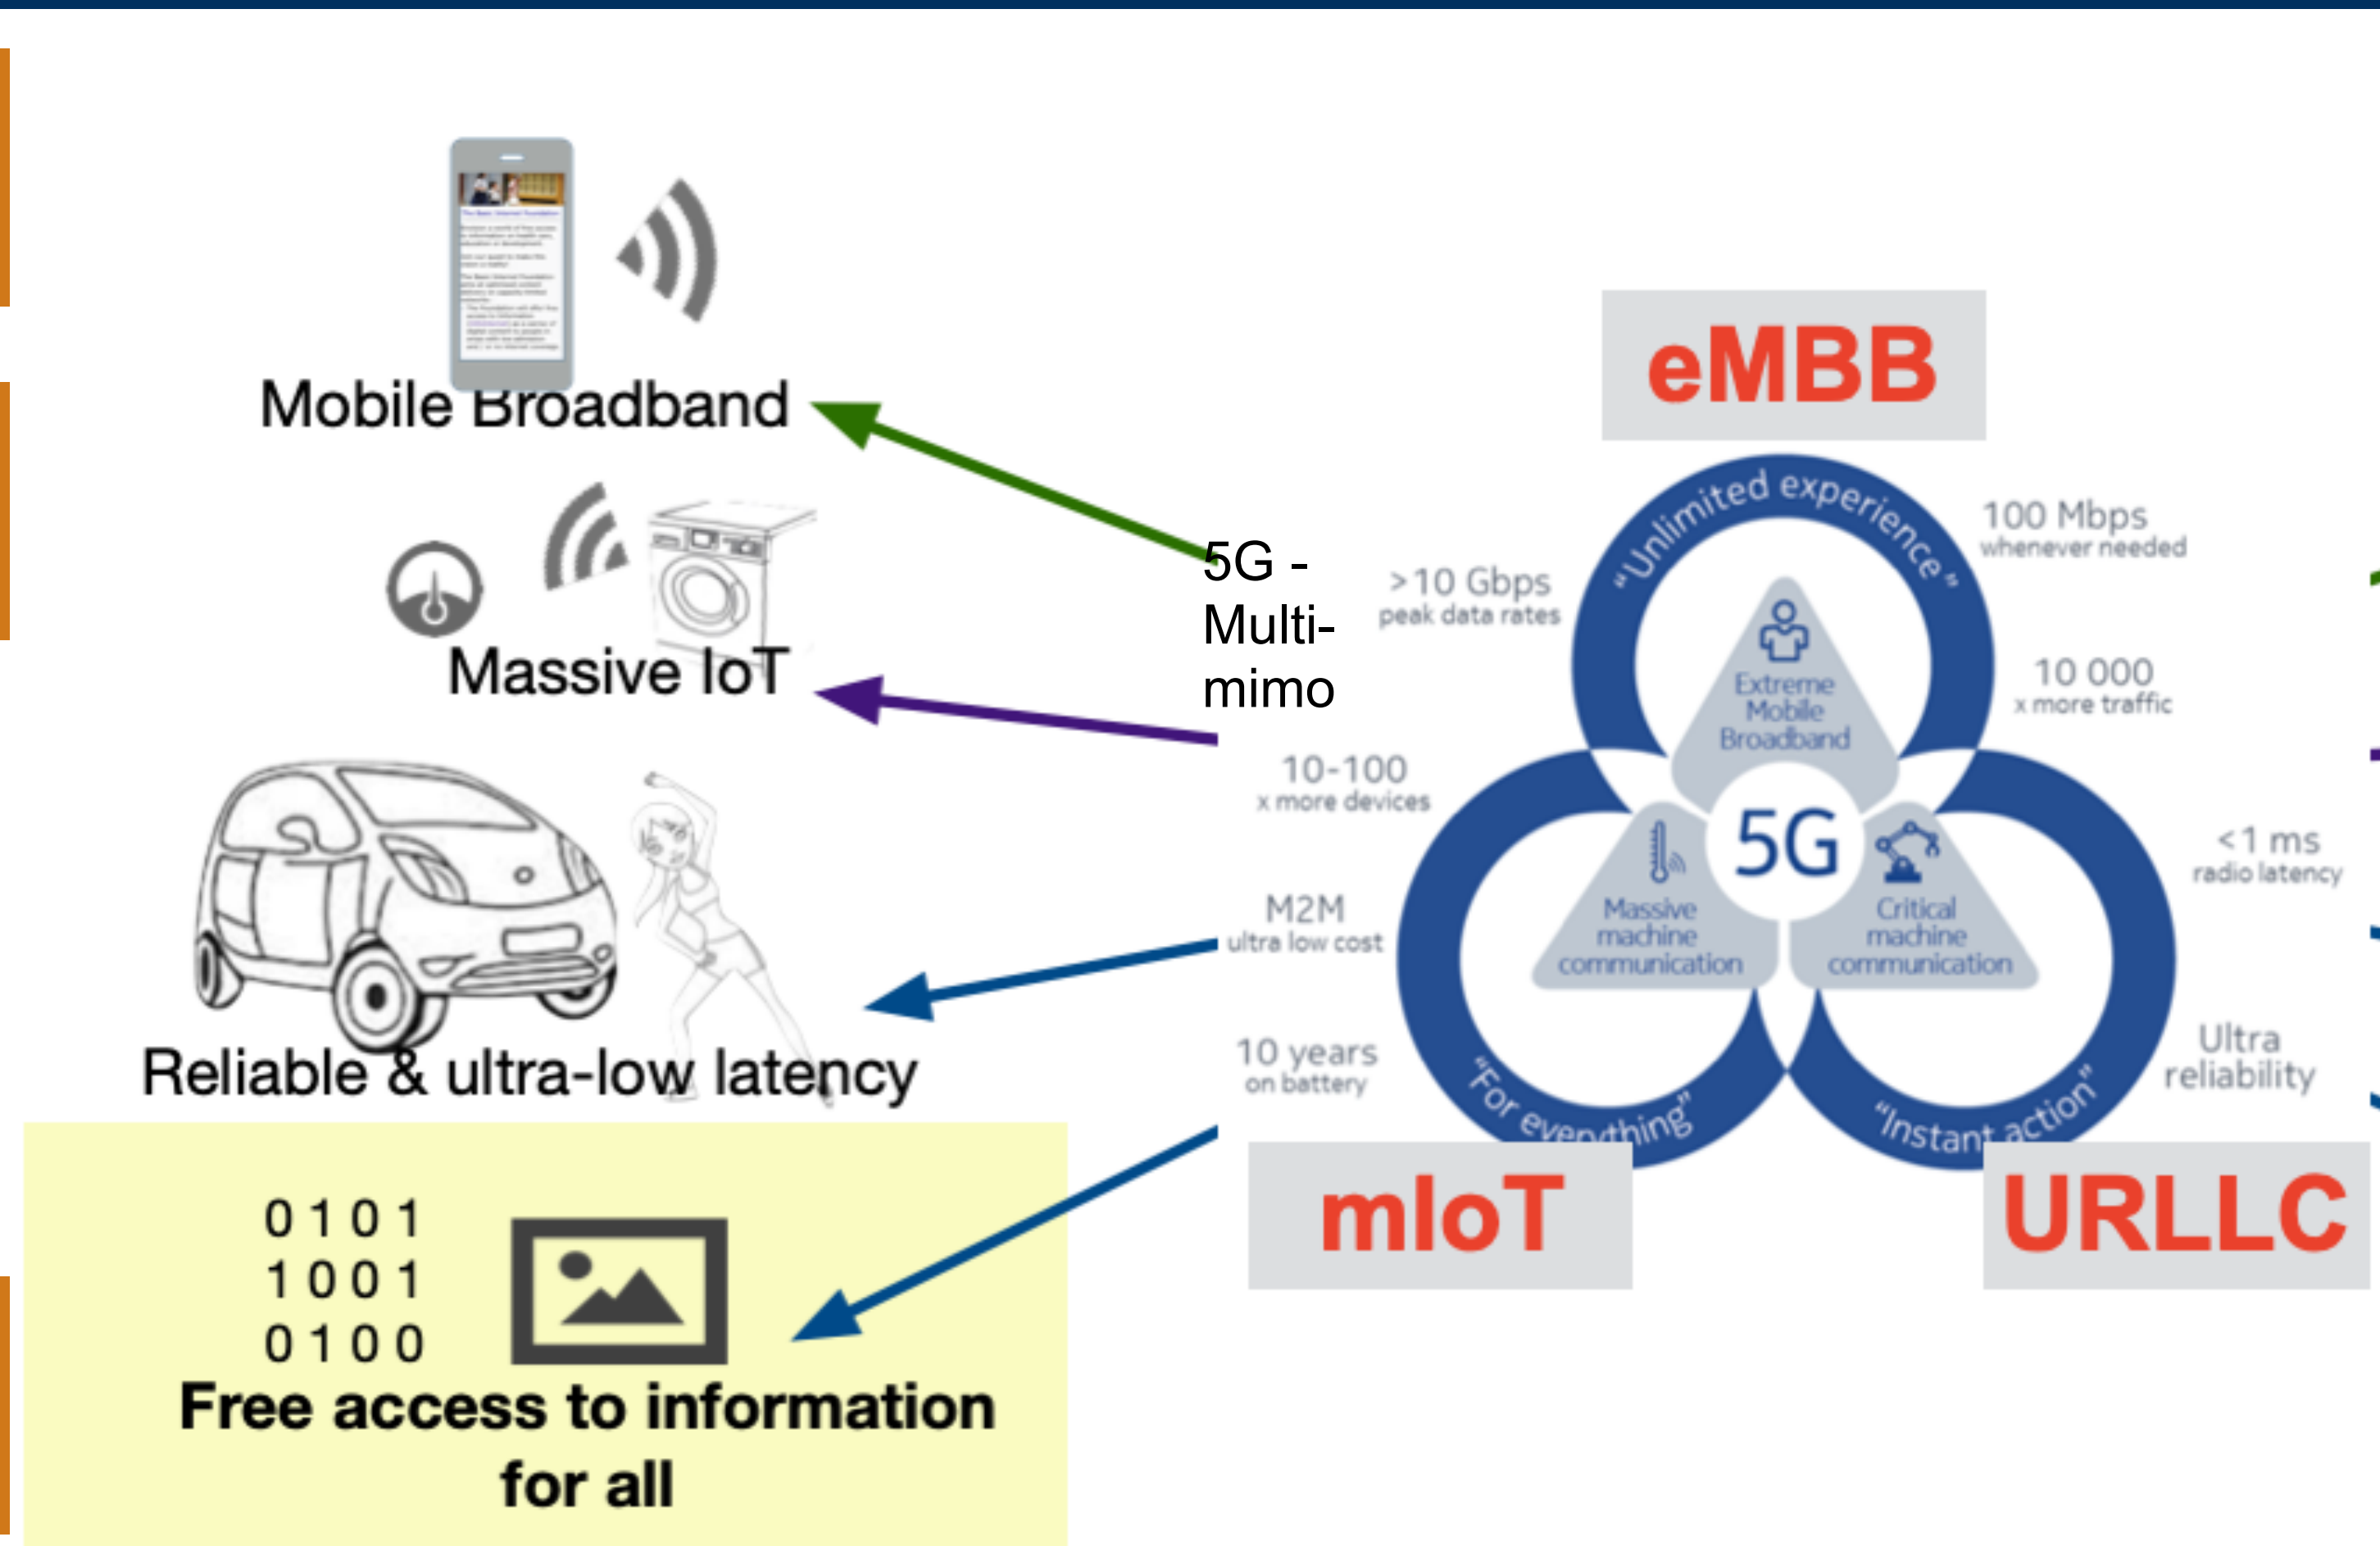 The Basic Internet Foundation
Mobile Broadband
Massive IoT
Reliable & ultra-low latency
0 1 0 1
1 0 0 1
0 1 0 0
Free access to information
for all
5G -
Multi-
mimo
eMBB
“Unlimited experience”
100 Mbps
whenever needed
>10 Gbps
peak data rates
10 000
x more traffic
Extreme
Mobile
Broadband
10-100
x more devices
5G
<1 ms
radio latency
M2M
ultra low cost
Massive
machine
communication
Critical
machine
communication
10 years
on battery
Ultra
reliability
“For everything”
“Instant action”
mIoT
URLLC